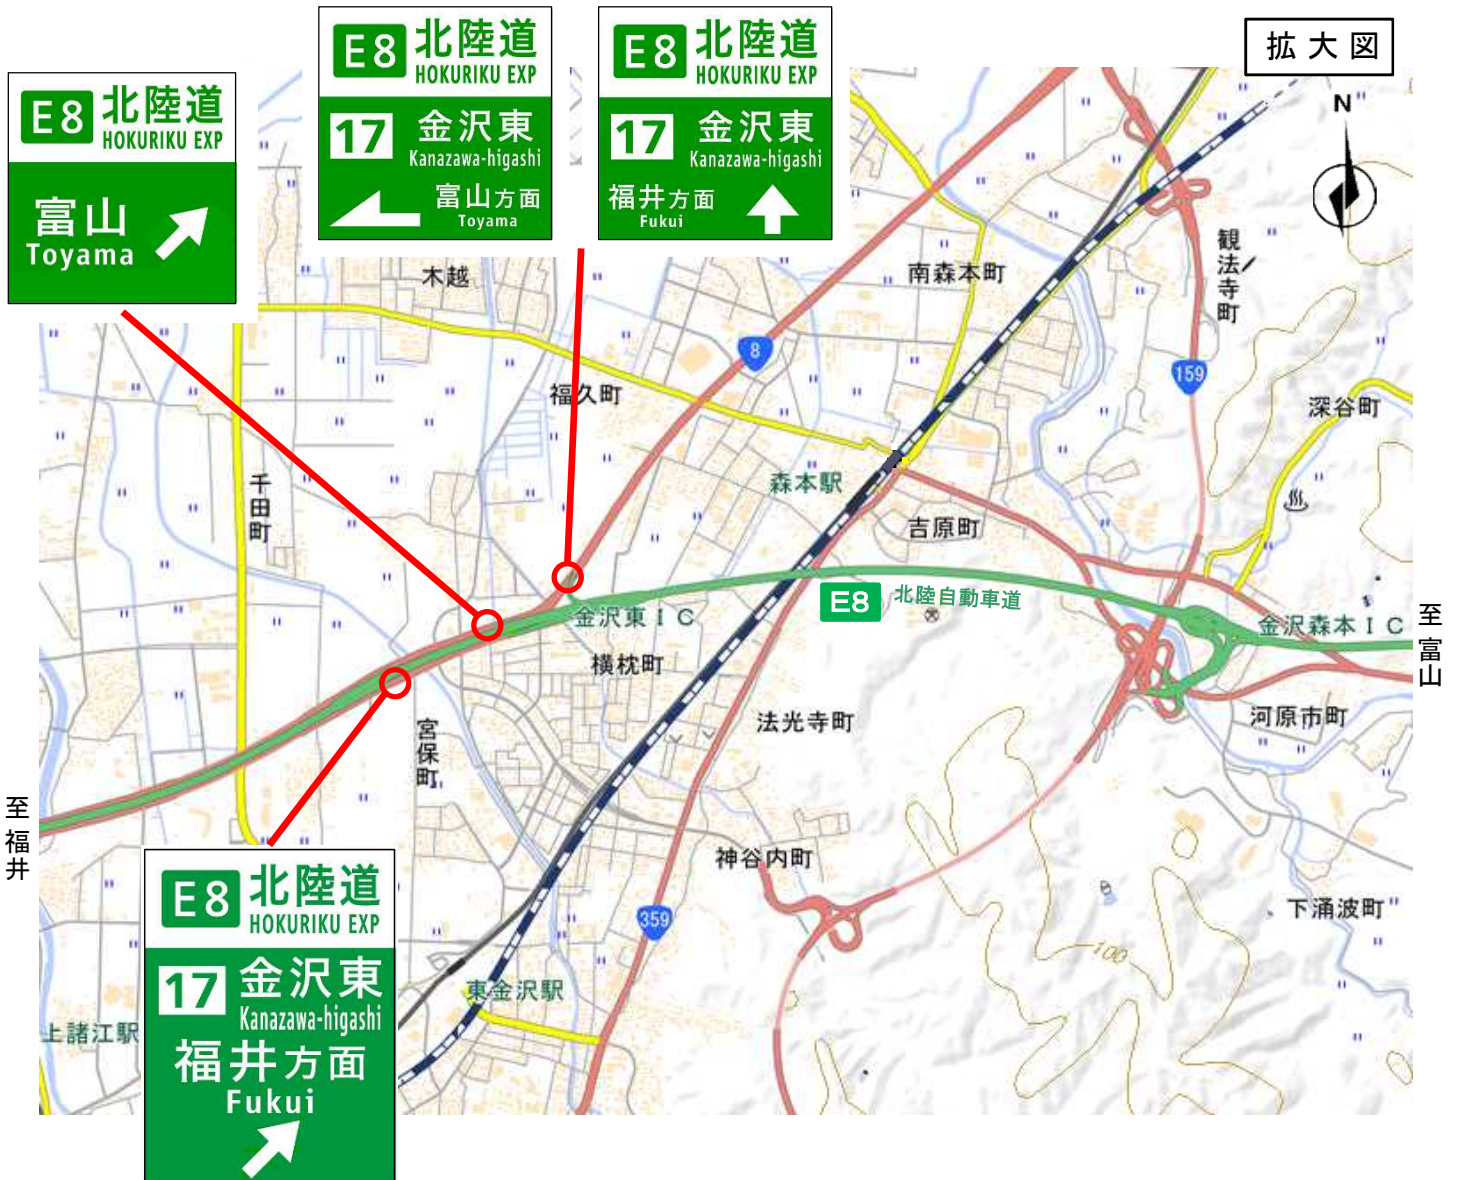 拡大図
E8 北陸道
HOKURIKU EXP
富山
Toyama
E8 北陸道
HOKURIKU EXP
17 金沢東
Kanazawa-higashi
富山方面
Toyama
E8 北陸道
HOKURIKU EXP
17 金沢東
Kanazawa-higashi
福井方面
Fukui
N
木越
南森本町
観法寺町
8
159
福久町
深谷町
千田町
森本駅
吉原町
E8 北陸自動車道
金沢東IC
金沢森本IC
至富山
横枕町
法光寺町
河原市町
宮保町
至福井
神谷内町
359
下涌波町
100
東金沢駅
上諸江駅
E8 北陸道
HOKURIKU EXP
17 金沢東
Kanazawa-higashi
福井方面
Fukui